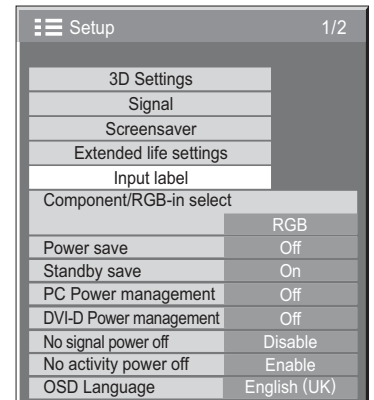 Setup 1/2
3D Settings
Signal
Screensaver
Extended life settings
Input label
Component/RGB-in select
RGB
Power save Off
Standby save On
PC Power management Off
DVI-D Power management Off
No signal power off Disable
No activity power off Enable
OSD Language English (UK)